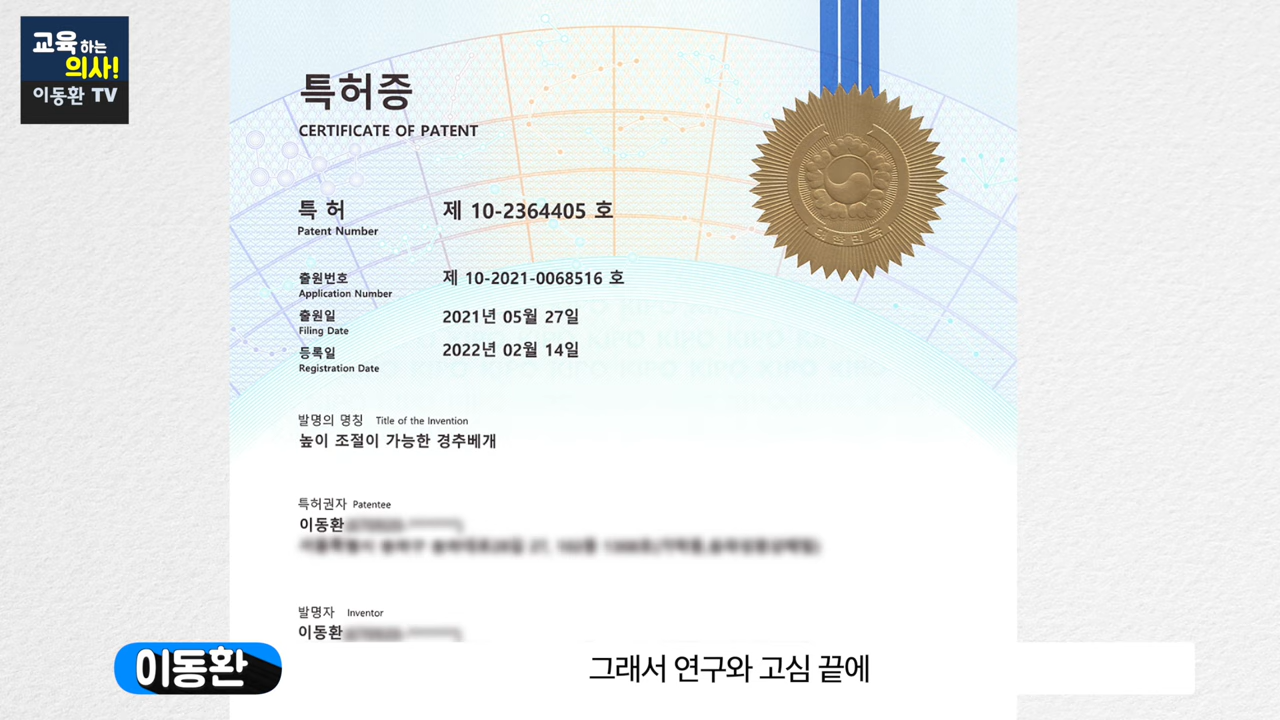 교육하는
의사!
이동환 TV
특허증
CERTIFICATE OF PATENT
특 허
Patent Number
제 10-2364405 호
출원번호
Application Number
제 10-2021-0068516 호
출원일
Filing Date
2021년 05월 27일
등록일
Registration Date
2022년 02월 14일
대한민국
발명의 명칭 Title of the Invention
높이 조절이 가능한 경추베개
특허권자 Patentee
이동환
발명자 Inventor
이동환
이동환
그래서 연구와 고심 끝에